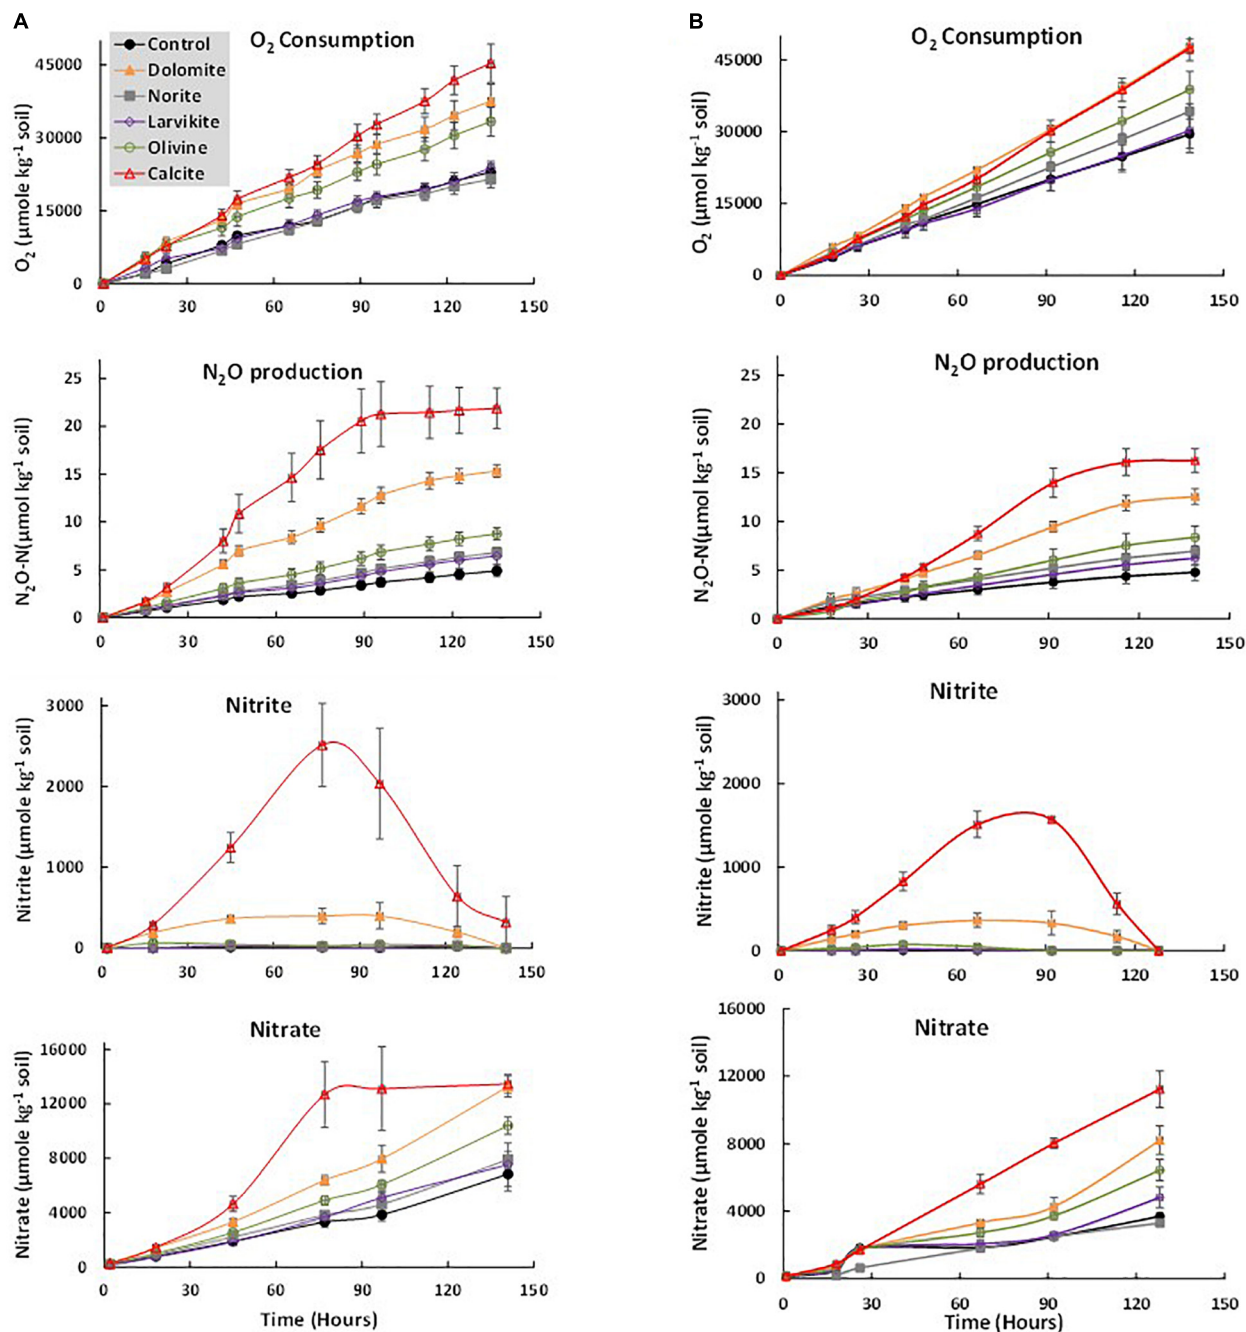 A
O₂ Consumption
Control
Dolomite
Norite
Larvikite
Olivine
Calcite
O₂ (µmole kg⁻¹ soil)
45000
30000
15000
0
0 30 60 90 120 150
N₂O production
N₂O-N(µmol kg⁻¹ soil)
25
20
15
10
5
0
0 30 60 90 120 150
Nitrite
Nitrite (µmole kg⁻¹ soil)
3000
2000
1000
0
0 30 60 90 120 150
Nitrate
Nitrate (µmole kg⁻¹ soil)
16000
12000
8000
4000
0
0 30 60 90 120 150
Time (Hours)
B
O₂ Consumption
O₂ (µmol kg⁻¹ soil)
45000
30000
15000
0
0 30 60 90 120 150
N₂O production
N₂O-N(µmol kg⁻¹ soil)
25
20
15
10
5
0
0 30 60 90 120 150
Nitrite
Nitrite (µmole kg⁻¹ soil)
3000
2000
1000
0
0 30 60 90 120 150
Nitrate
Nitrate (µmole kg⁻¹ soil)
16000
12000
8000
4000
0
0 30 60 90 120 150
Time (Hours)